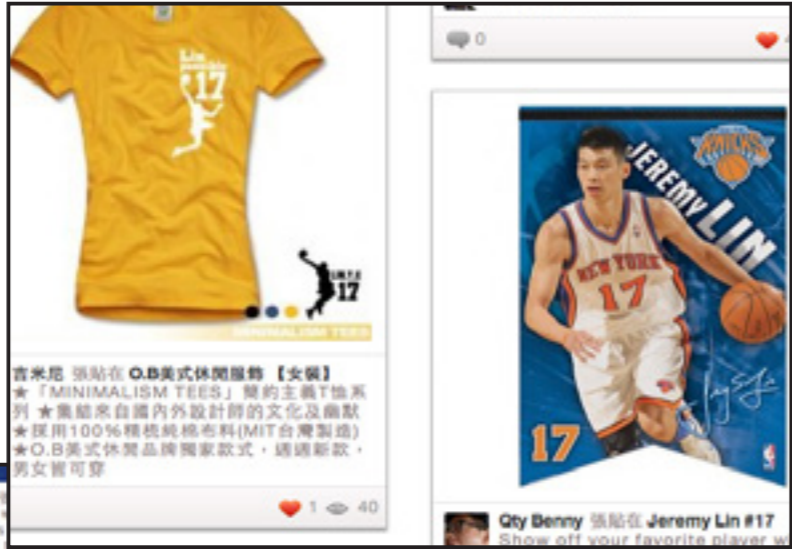 Lin
possible
17
17
MINIMALISM TEES
吉米尼 張貼在 O.B美式休閒服飾 【女裝】
★「MINIMALISM TEES」簡約主義T恤系
列 ★集結來自國內外設計師的文化及幽默
★採用100%精梳純棉布料(MIT台灣製造)
★O.B美式休閒品牌獨家款式，週週新款，
男女皆可穿
1 40
0
KNICKS
JEREMY LIN
NEW YORK
17
17
Qty Benny 張貼在 Jeremy Lin #17
Show off your favorite player w